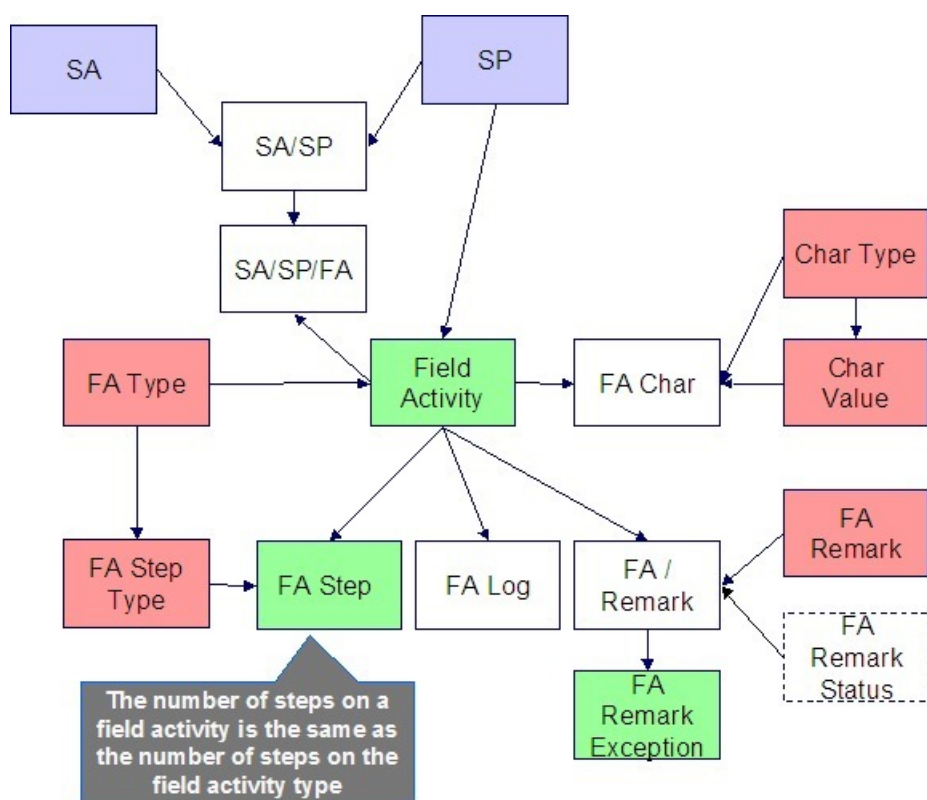 SA
SP
SA/SP
SA/SP/FA
Char Type
FA Type
Field
Activity
FA Char
Char
Value
FA Step
Type
FA Step
FA Log
FA /
Remark
FA
Remark
FA
Remark
Status
FA
Remark
Exception
The number of steps on a
field activity is the same as
the number of steps on the
field activity type